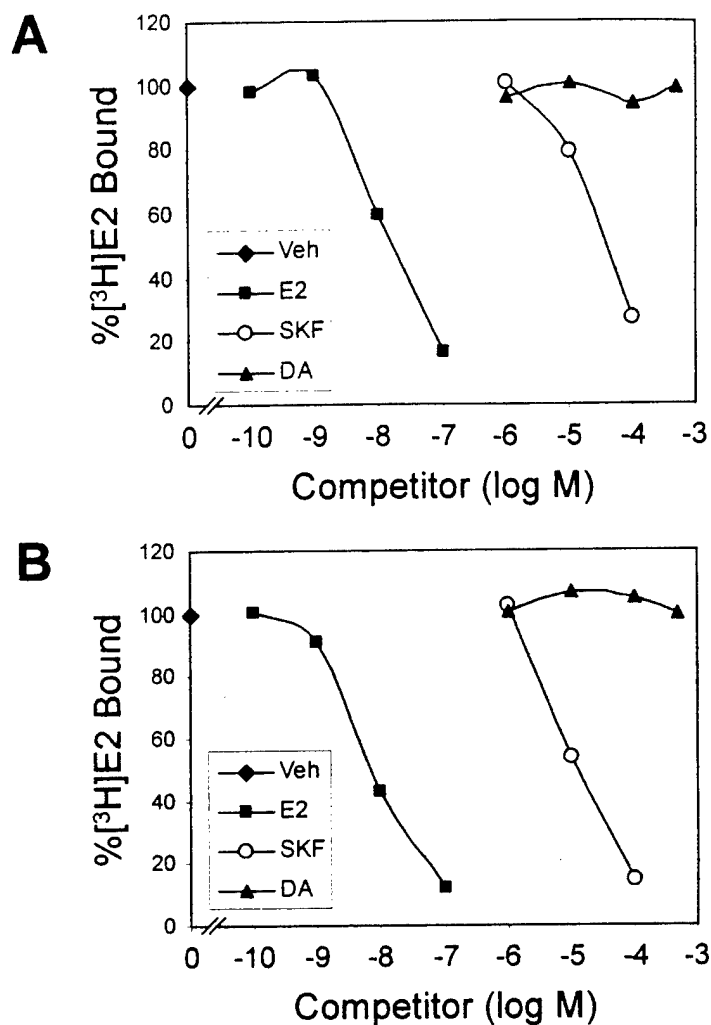 A
120
100
80
60
40
20
0
%[³H]E2 Bound
Veh
E2
SKF
DA
0 -10 -9 -8 -7 -6 -5 -4 -3
Competitor (log M)
B
120
100
80
60
40
20
0
%[³H]E2 Bound
Veh
E2
SKF
DA
0 -10 -9 -8 -7 -6 -5 -4 -3
Competitor (log M)